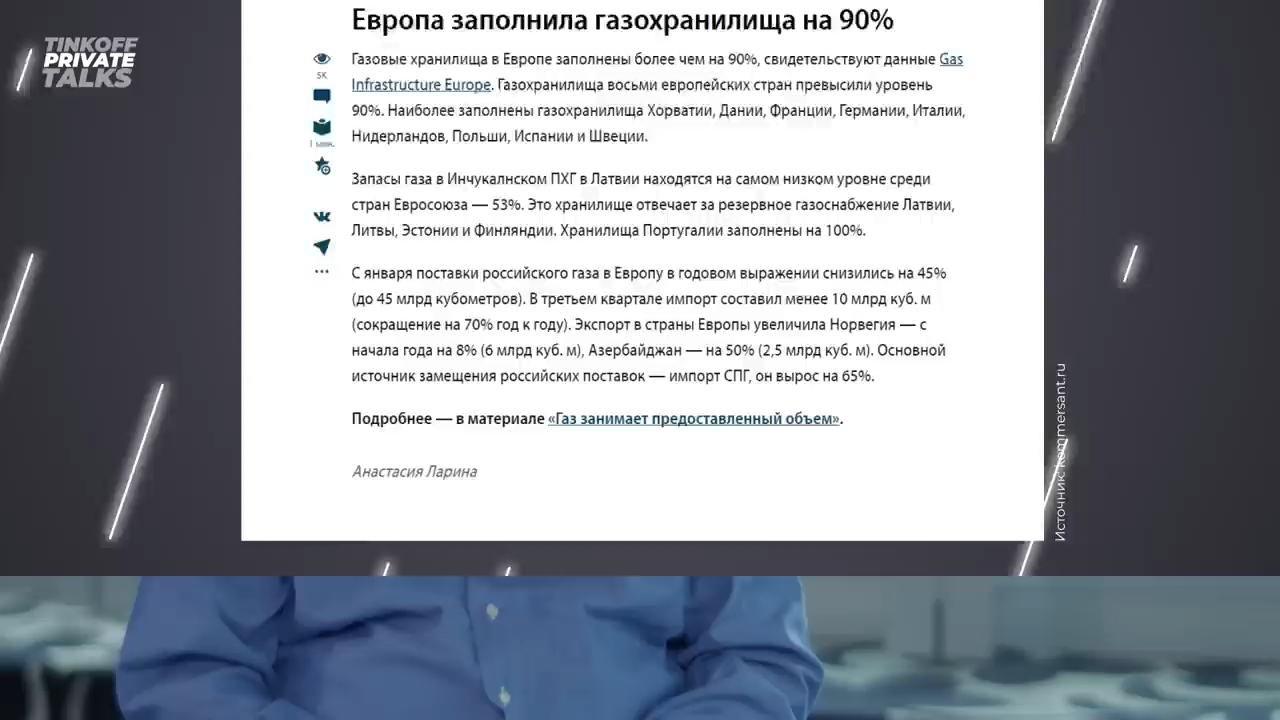 TINKOFF
PRIVATE
TALKS
Европа заполнила газохранилища на 90%
Газовые хранилища в Европе заполнены более чем на 90%, свидетельствуют данные Gas
Infrastructure Europe. Газохранилища восьми европейских стран превысили уровень
90%. Наиболее заполнены газохранилища Хорватии, Дании, Франции, Германии, Италии,
Нидерландов, Польши, Испании и Швеции.
5K
1 мин.
Запасы газа в Инчукалнском ПХГ в Латвии находятся на самом низком уровне среди
стран Евросоюза — 53%. Это хранилище отвечает за резервное газоснабжение Латвии,
Литвы, Эстонии и Финляндии. Хранилища Португалии заполнены на 100%.
С января поставки российского газа в Европу в годовом выражении снизились на 45%
(до 45 млрд кубометров). В третьем квартале импорт составил менее 10 млрд куб. м
(сокращение на 70% год к году). Экспорт в страны Европы увеличила Норвегия — с
начала года на 8% (6 млрд куб. м), Азербайджан — на 50% (2,5 млрд куб. м). Основной
источник замещения российских поставок — импорт СПГ, он вырос на 65%.
Подробнее — в материале «Газ занимает предоставленный объем».
Анастасия Ларина
Источник: kommersant.ru